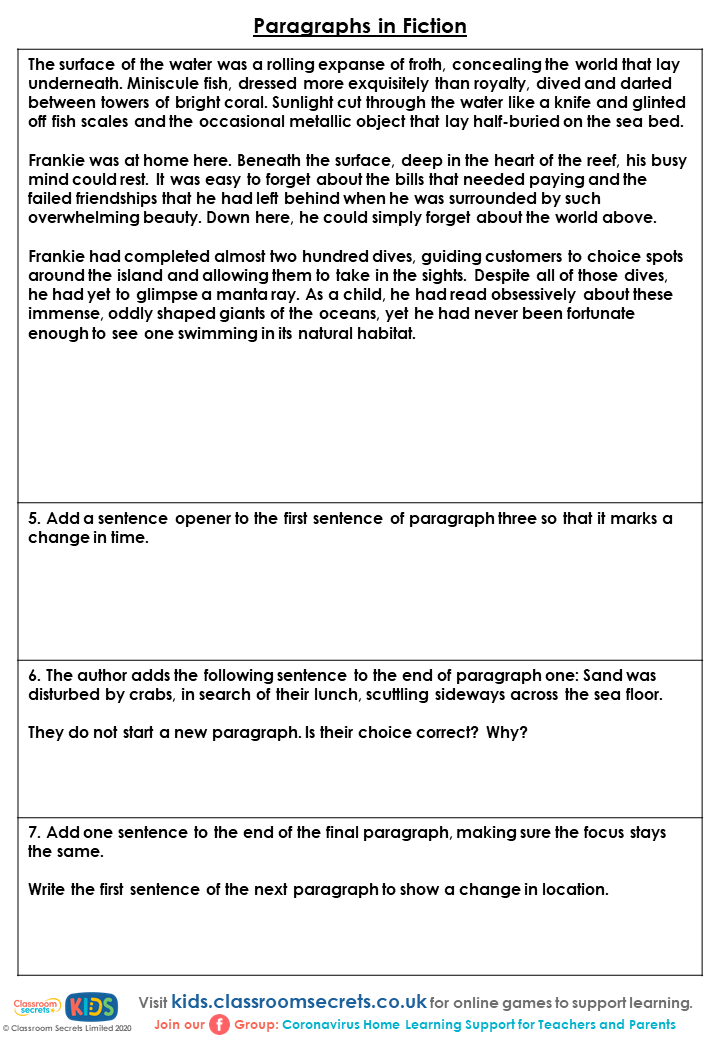 Paragraphs in Fiction
The surface of the water was a rolling expanse of froth, concealing the world that lay
underneath. Miniscule fish, dressed more exquisitely than royalty, dived and darted
between towers of bright coral. Sunlight cut through the water like a knife and glinted
off fish scales and the occasional metallic object that lay half-buried on the sea bed.
Frankie was at home here. Beneath the surface, deep in the heart of the reef, his busy
mind could rest. It was easy to forget about the bills that needed paying and the
failed friendships that he had left behind when he was surrounded by such
overwhelming beauty. Down here, he could simply forget about the world above.
Frankie had completed almost two hundred dives, guiding customers to choice spots
around the island and allowing them to take in the sights. Despite all of those dives,
he had yet to glimpse a manta ray. As a child, he had read obsessively about these
immense, oddly shaped giants of the oceans, yet he had never been fortunate
enough to see one swimming in its natural habitat.
5. Add a sentence opener to the first sentence of paragraph three so that it marks a
change in time.
6. The author adds the following sentence to the end of paragraph one: Sand was
disturbed by crabs, in search of their lunch, scuttling sideways across the sea floor.
They do not start a new paragraph. Is their choice correct? Why?
7. Add one sentence to the end of the final paragraph, making sure the focus stays
the same.
Write the first sentence of the next paragraph to show a change in location.
Classroom
secrets
KIDS
© Classroom Secrets Limited 2020
Visit kids.classroomsecrets.co.uk for online games to support learning.
Join our f Group: Coronavirus Home Learning Support for Teachers and Parents